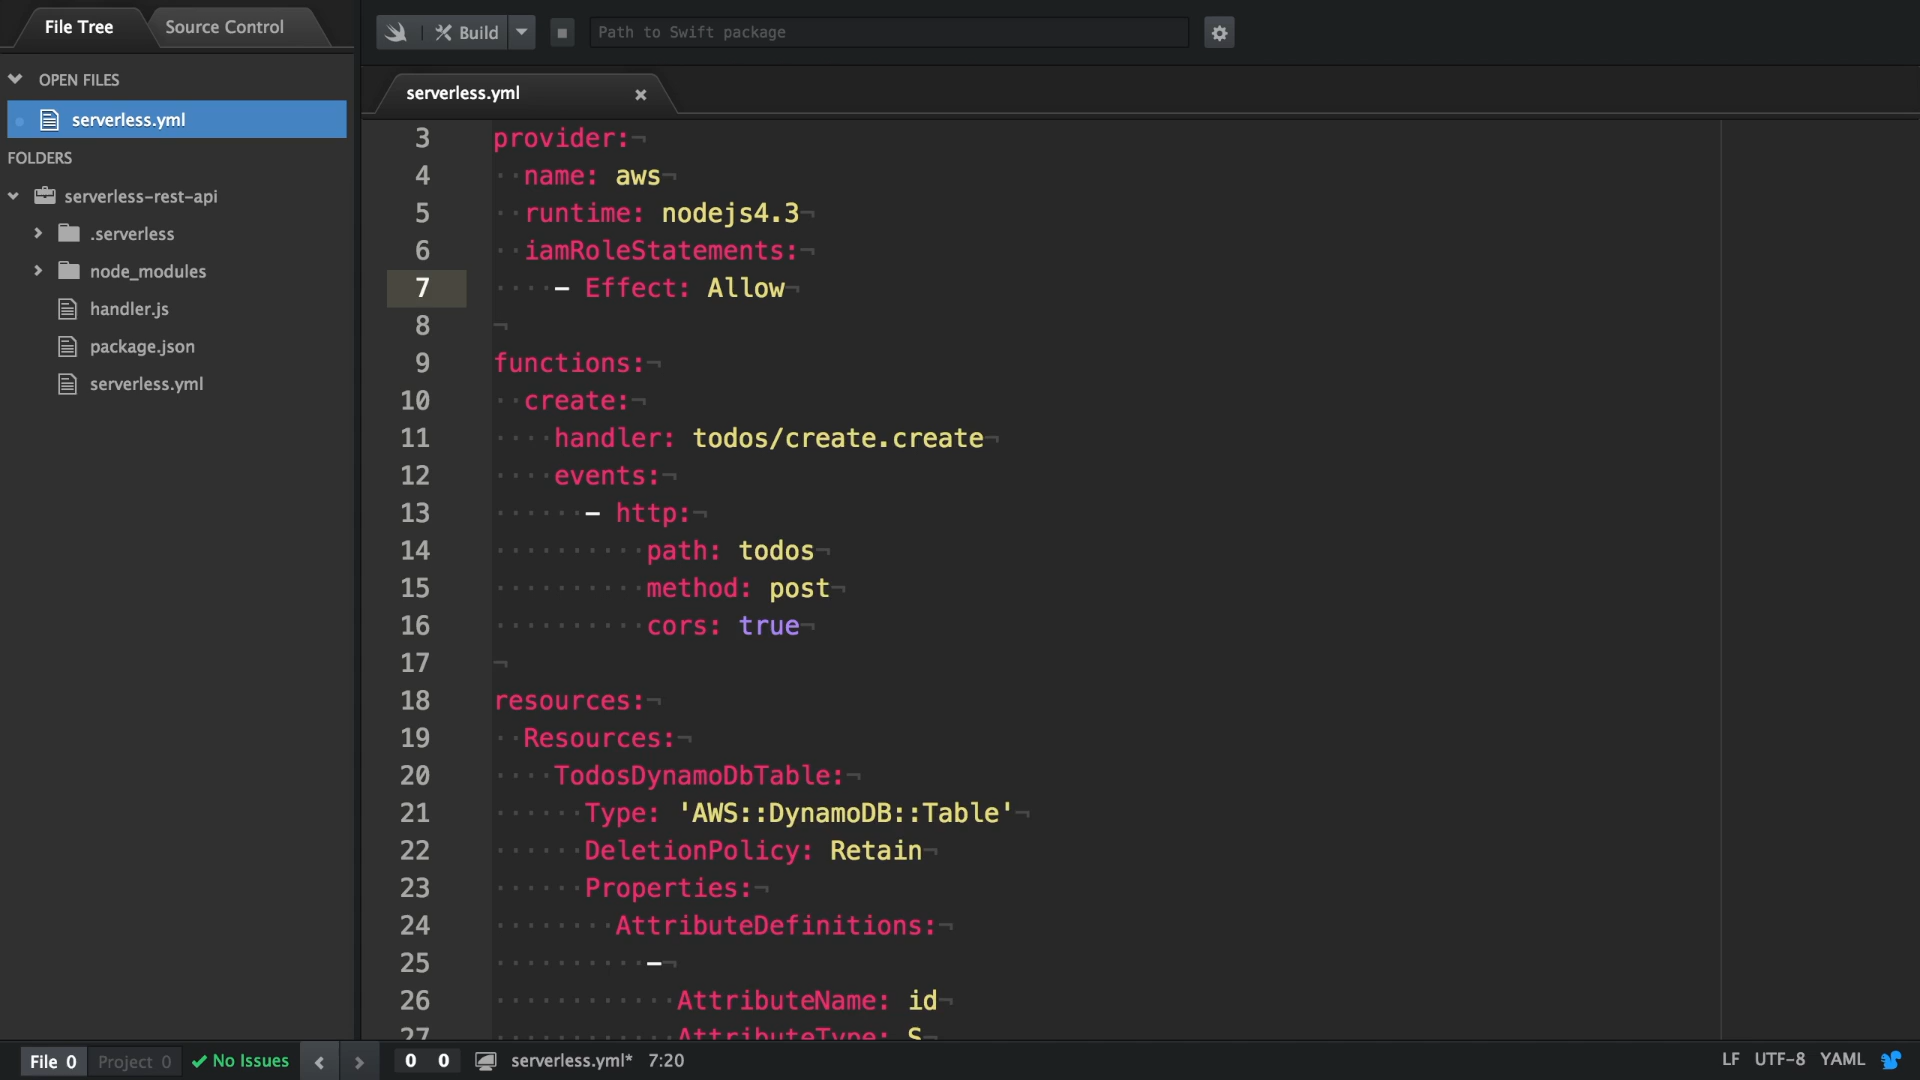 File Tree
Source Control
Build
Path to Swift package
OPEN FILES
serverless.yml
FOLDERS
serverless-rest-api
.serverless
node_modules
handler.js
package.json
serverless.yml
serverless.yml
3 provider:
4   name: aws
5   runtime: nodejs4.3
6   iamRoleStatements:
7     - Effect: Allow
8
9 functions:
10   create:
11     handler: todos/create.create
12     events:
13       - http:
14           path: todos
15           method: post
16           cors: true
17
18 resources:
19   Resources:
20     TodosDynamoDbTable:
21       Type: 'AWS::DynamoDB::Table'
22       DeletionPolicy: Retain
23       Properties:
24         AttributeDefinitions:
25           -
26             AttributeName: id
27             AttributeType: S
File 0 Project 0 No Issues 0 0 serverless.yml* 7:20 LF UTF-8 YAML